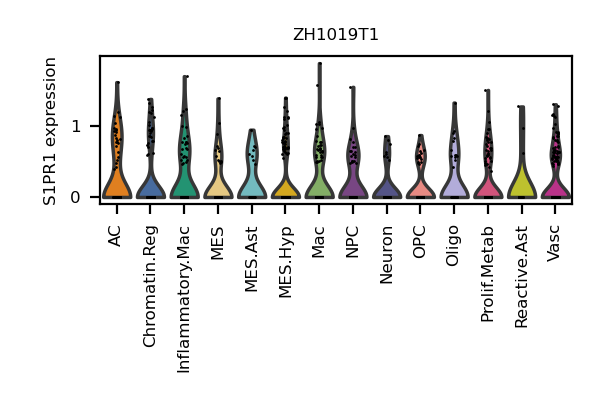 ZH1019T1
S1PR1 expression
1
0
AC
Chromatin.Reg
Inflammatory.Mac
MES
MES.Ast
MES.Hyp
Mac
NPC
Neuron
OPC
Oligo
Prolif.Metab
Reactive.Ast
Vasc